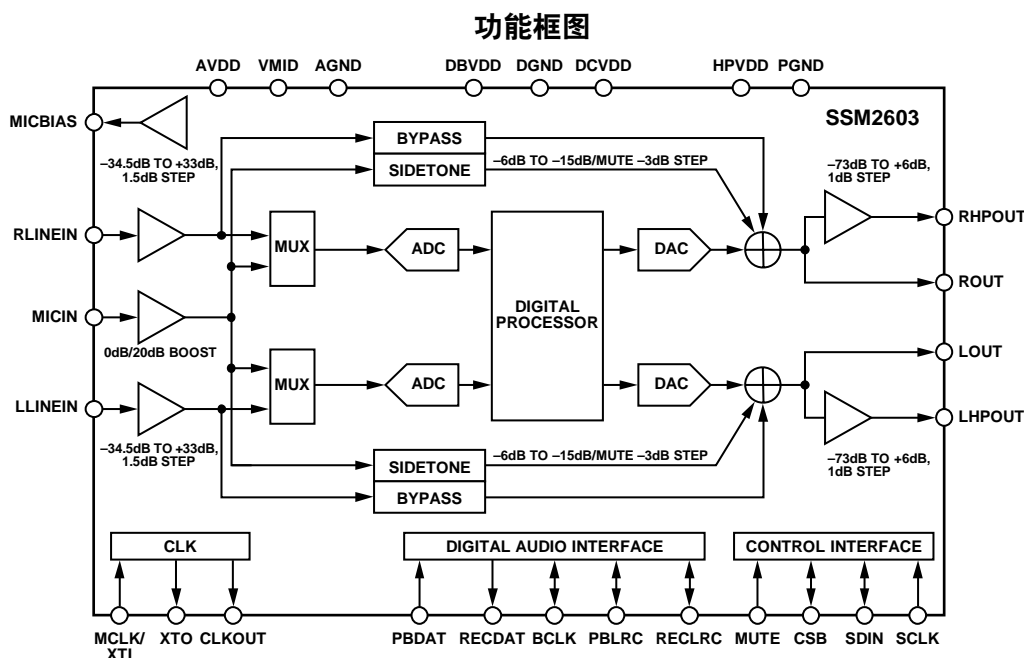 功能框图
AVDD VMID AGND DBVDD DGND DCVDD HPVDD PGND
SSM2603
MICBIAS
–34.5dB TO +33dB,
1.5dB STEP
BYPASS
SIDETONE
–6dB TO –15dB/MUTE –3dB STEP
–73dB TO +6dB,
1dB STEP
RLINEIN
MUX
ADC
DAC
RHPOUT
ROUT
MICIN
0dB/20dB BOOST
DIGITAL
PROCESSOR
LOUT
LLINEIN
MUX
ADC
DAC
LHPOUT
–34.5dB TO +33dB,
1.5dB STEP
SIDETONE
BYPASS
–6dB TO –15dB/MUTE –3dB STEP
–73dB TO +6dB,
1dB STEP
CLK
DIGITAL AUDIO INTERFACE
CONTROL INTERFACE
MCLK/
XTI
XTO CLKOUT PBDAT RECDAT BCLK PBLRC RECLRC MUTE CSB SDIN SCLK